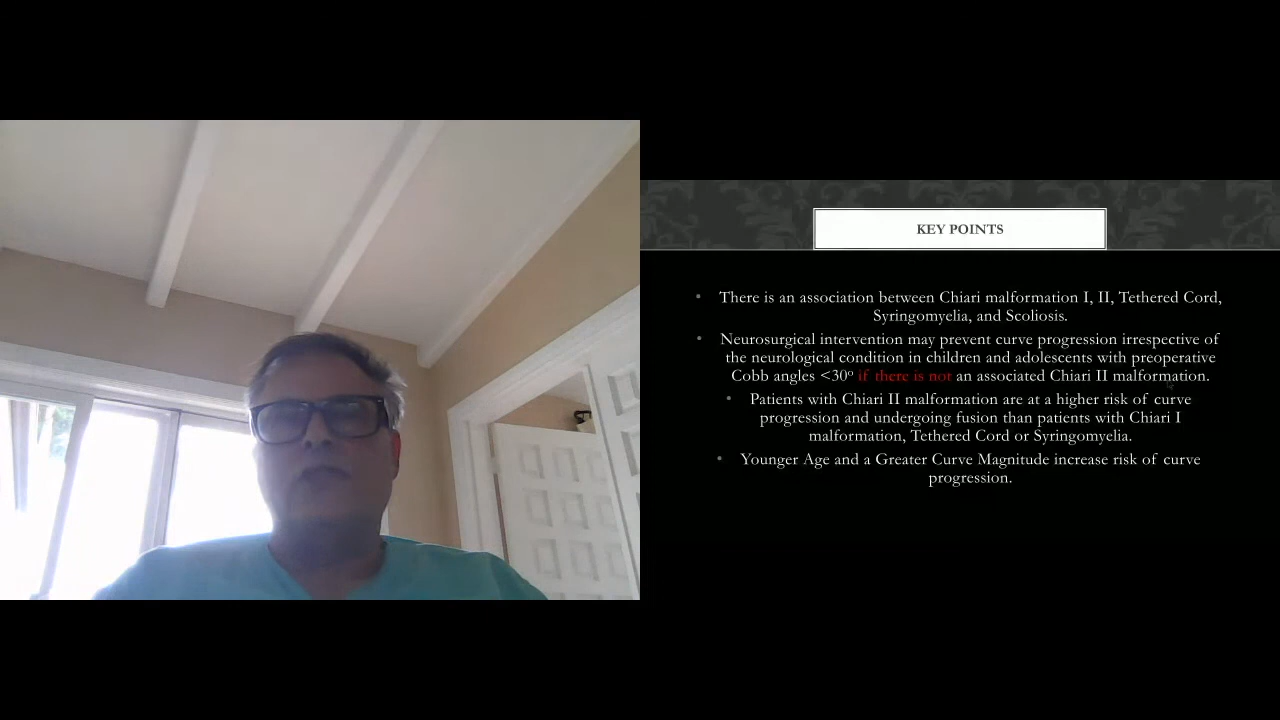 KEY POINTS
• There is an association between Chiari malformation I, II, Tethered Cord,
Syringomyelia, and Scoliosis.
• Neurosurgical intervention may prevent curve progression irrespective of
the neurological condition in children and adolescents with preoperative
Cobb angles <30º if there is not an associated Chiari II malformation.
• Patients with Chiari II malformation are at a higher risk of curve
progression and undergoing fusion than patients with Chiari I
malformation, Tethered Cord or Syringomyelia.
• Younger Age and a Greater Curve Magnitude increase risk of curve
progression.